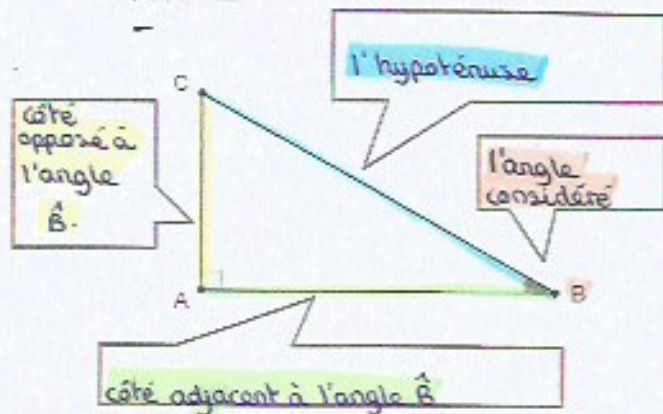 l'hypoténuse
C
côté
opposé à
l'angle
B̂.
l'angle
considéré
A
B
côté adjacent à l'angle B̂